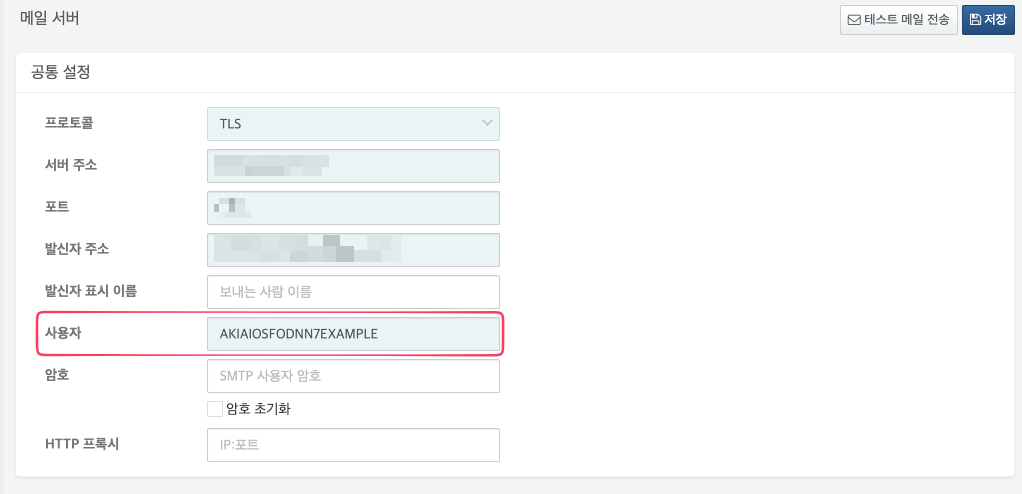 메일 서버
테스트 메일 전송
저장
공통 설정
프로토콜
TLS
서버 주소
포트
발신자 주소
발신자 표시 이름
보내는 사람 이름
사용자
AKIAIOSFODNN7EXAMPLE
암호
SMTP 사용자 암호
암호 초기화
HTTP 프록시
IP:포트